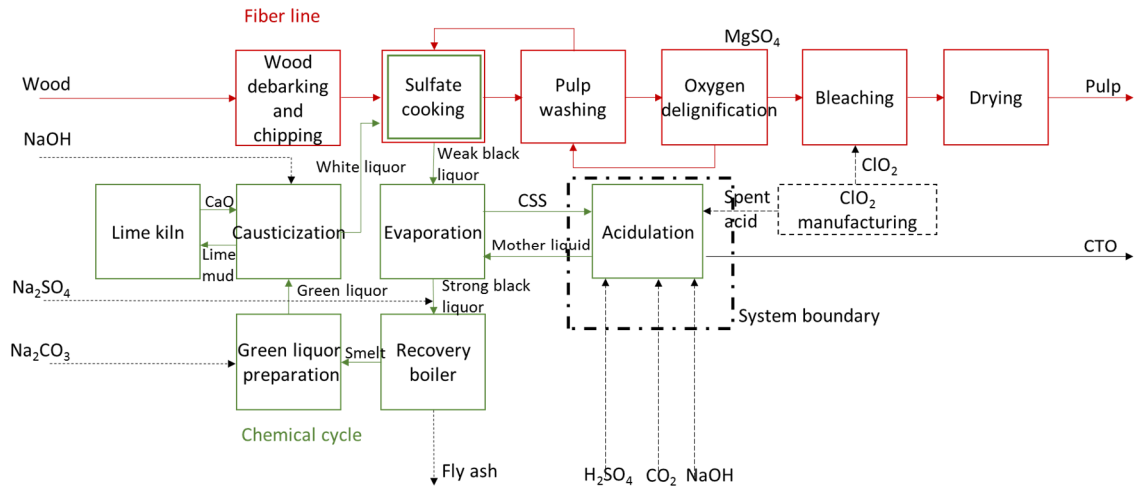 Fiber line
MgSO₄
Wood
Wood
debarking
and
chipping
Sulfate
cooking
Pulp
washing
Oxygen
delignification
Bleaching
Drying
Pulp
NaOH
White liquor
Weak black
liquor
ClO₂
CaO
Lime kiln
Causticization
Evaporation
CSS
Acidulation
Spent
acid
ClO₂
manufacturing
Lime
mud
Mother liquid
CTO
Na₂SO₄
Green liquor
Strong black
liquor
System boundary
Na₂CO₃
Green liquor
preparation
Smelt
Recovery
boiler
Chemical cycle
Fly ash
H₂SO₄
CO₂
NaOH